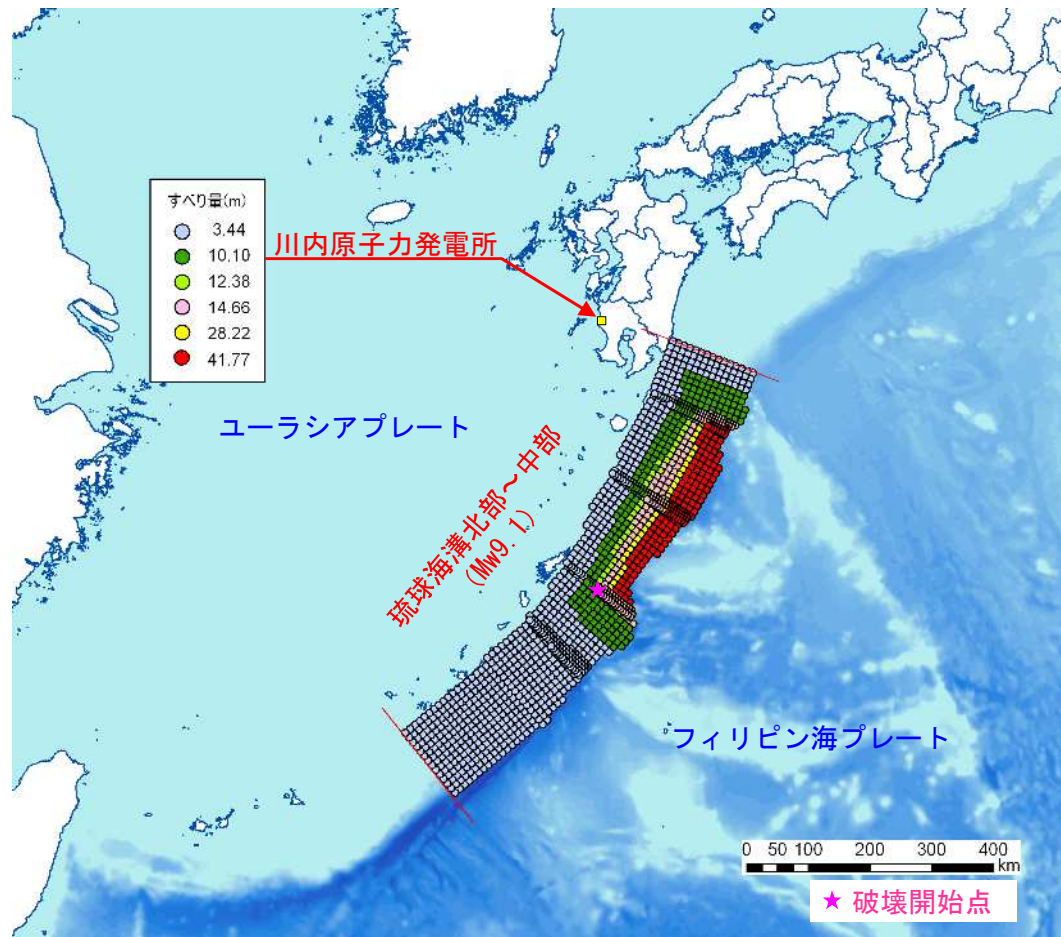 すべり量(m)
3.44
10.10
12.38
14.66
28.22
41.77
川内原子力発電所
ユーラシアプレート
琉球海溝北部～中部
(Mw9.1)
フィリピン海プレート
0 50 100 200 300 400
km
★ 破壊開始点